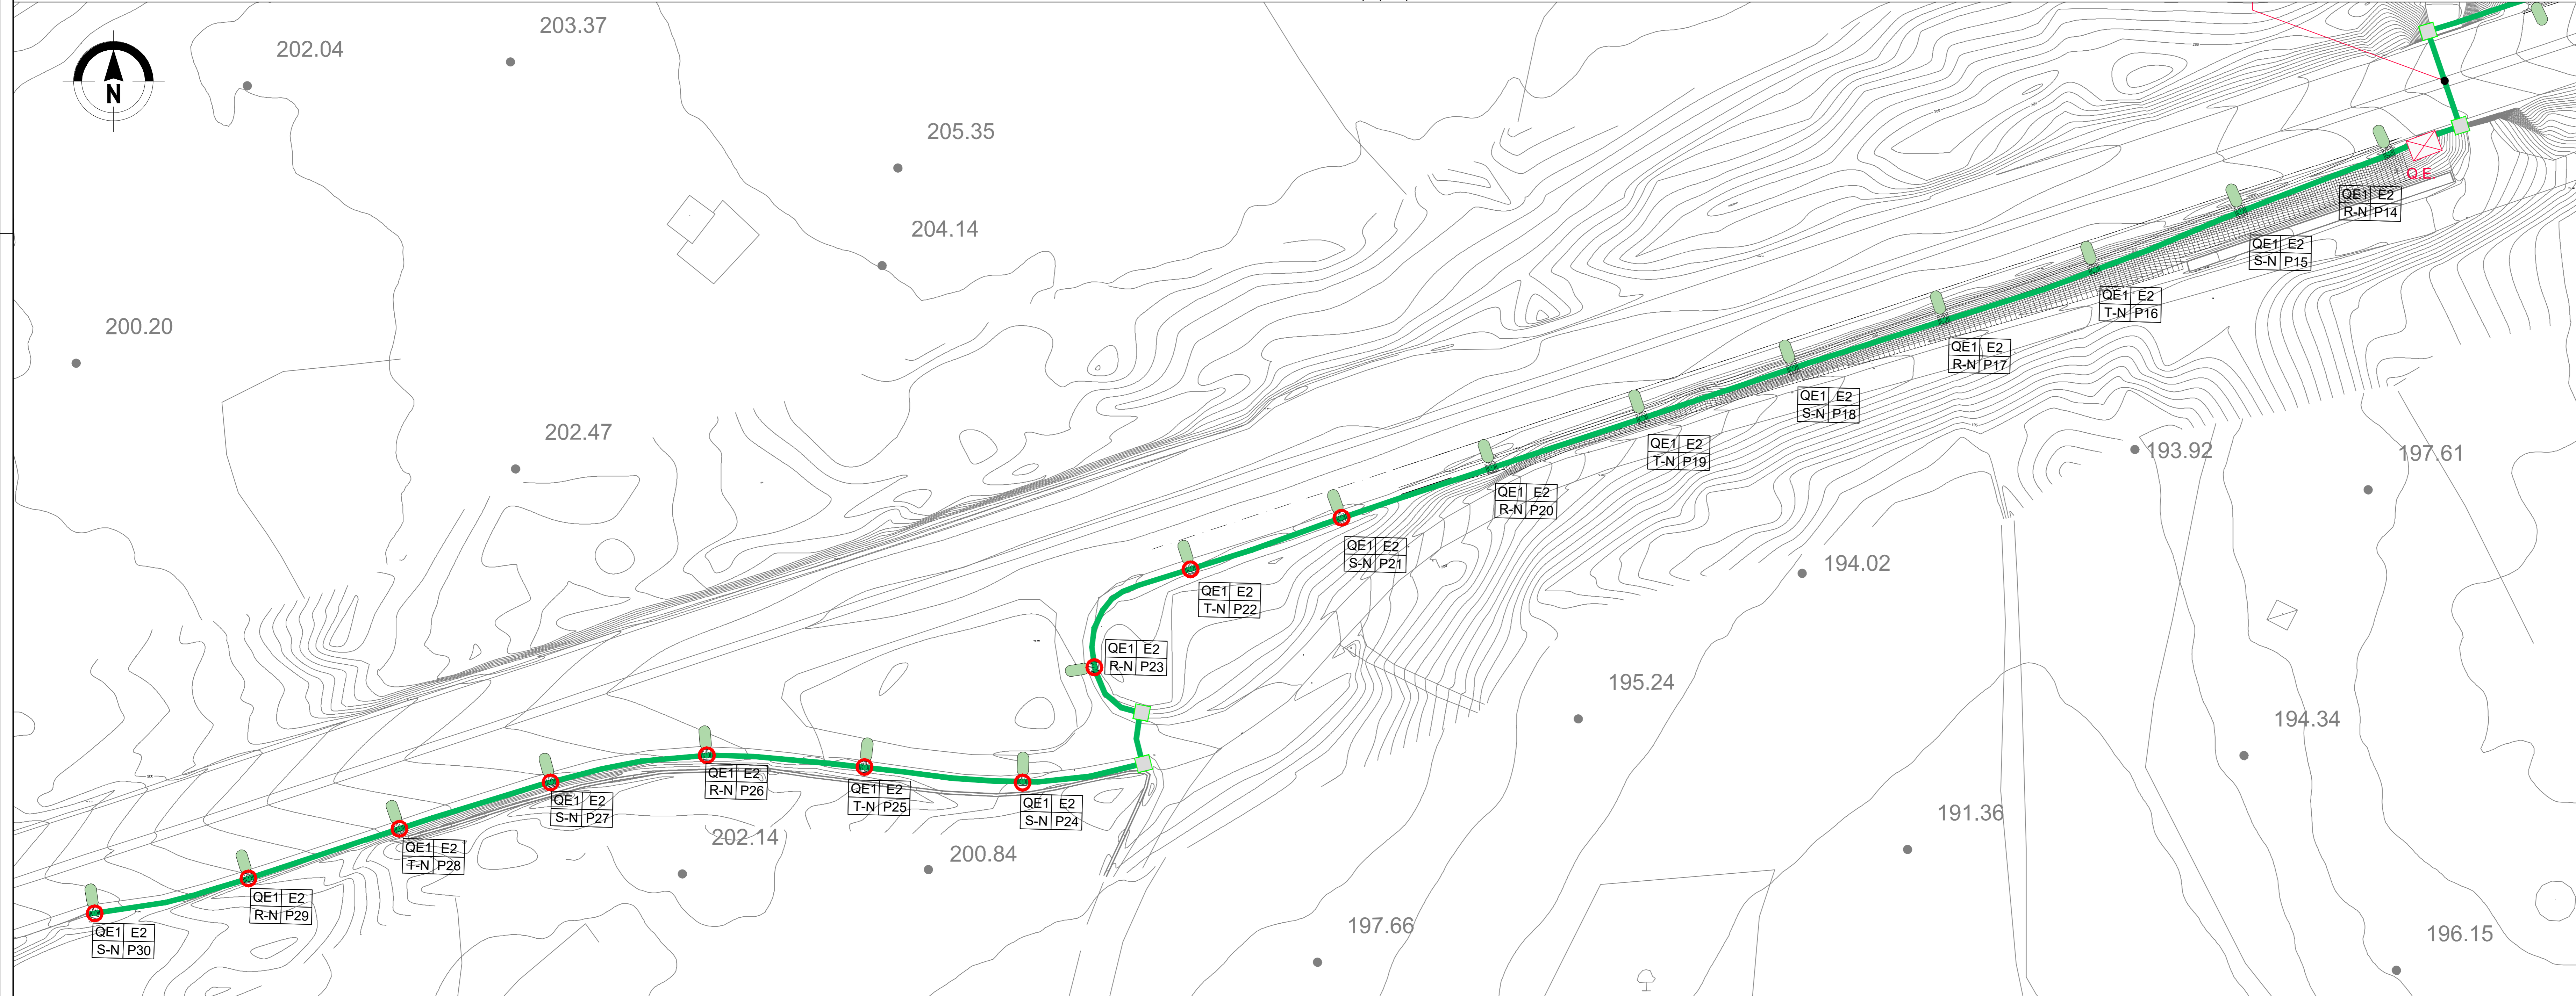 203.37
202.04
N
205.35
204.14
200.20
202.47
Q.E.
QE1 E2
R-N P14
QE1 E2
S-N P15
QE1 E2
T-N P16
QE1 E2
R-N P17
QE1 E2
S-N P18
QE1 E2
T-N P19
QE1 E2
R-N P20
QE1 E2
S-N P21
QE1 E2
T-N P22
QE1 E2
R-N P23
193.92
197.61
194.02
195.24
194.34
QE1 E2
R-N P26
QE1 E2
T-N P25
QE1 E2
S-N P24
QE1 E2
S-N P27
QE1 E2
T-N P28
QE1 E2
R-N P29
QE1 E2
S-N P30
202.14
200.84
191.36
197.66
196.15